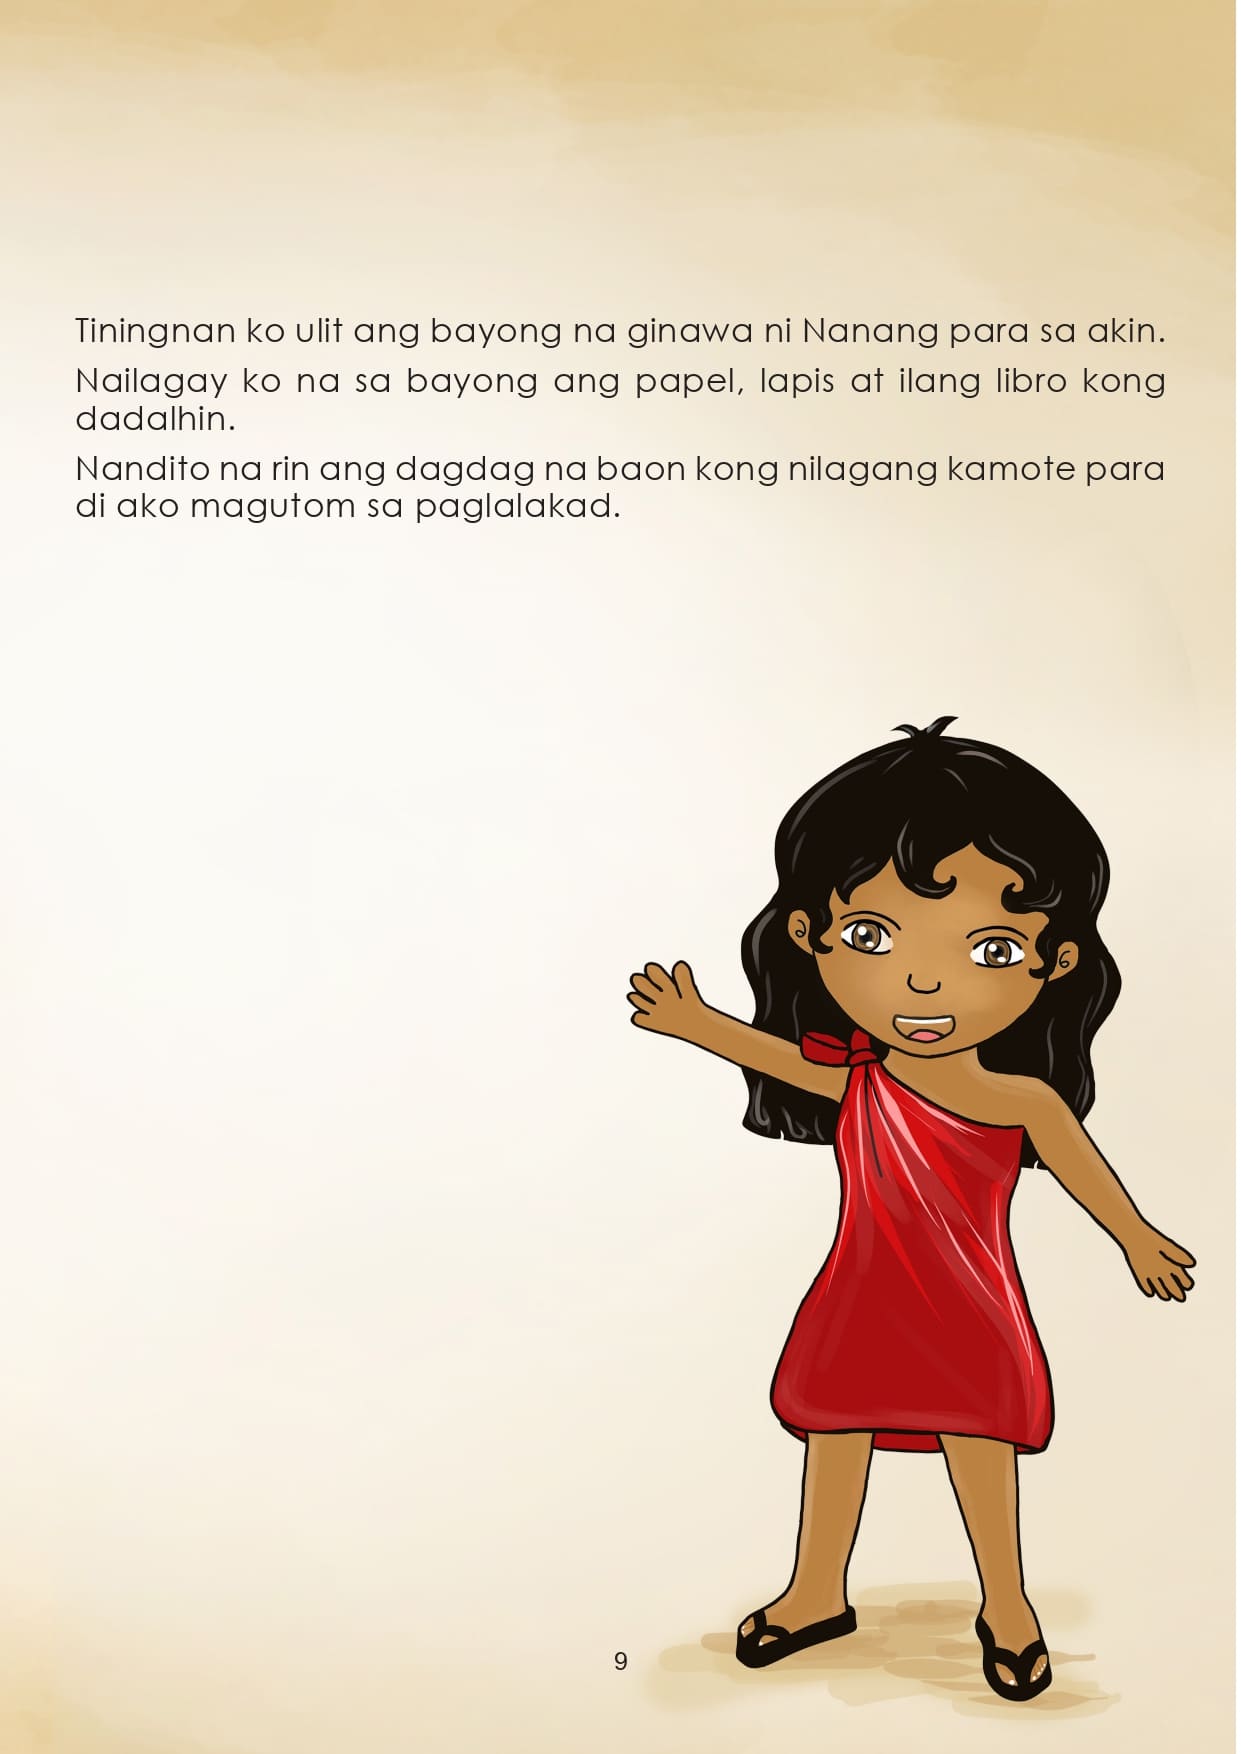 Tiningnan ko ulit ang bayong na ginawa ni Nanang para sa akin.
Nailagay ko na sa bayong ang papel, lapis at ilang libro kong
dadalhin.
Nandito na rin ang dagdag na baon kong nilagang kamote para
di ako magutom sa paglalakad.
9